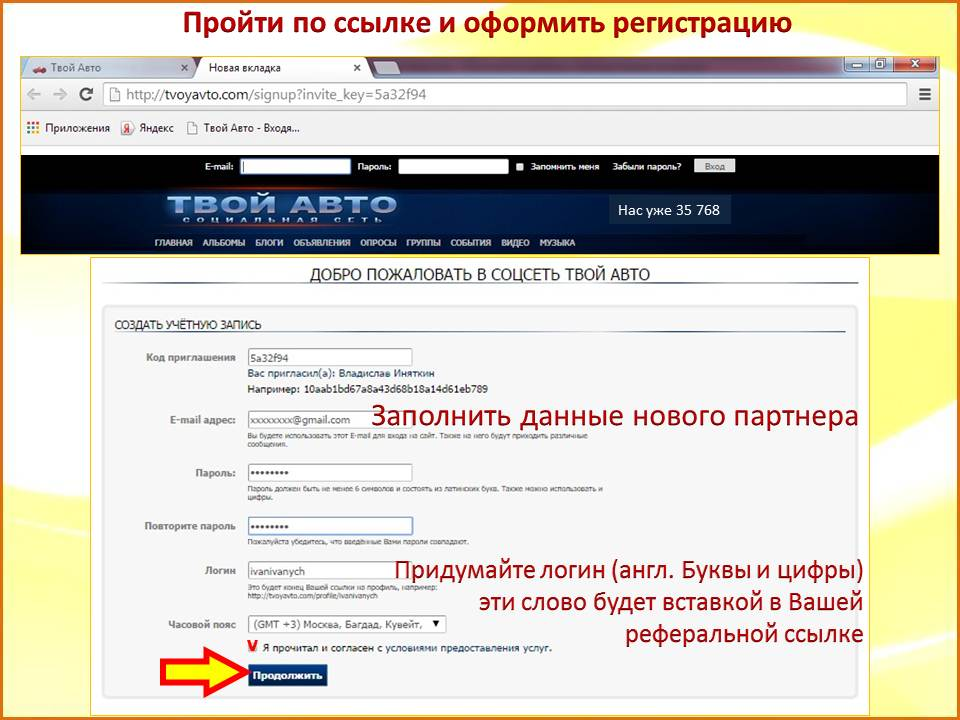 Пройти по ссылке и оформить регистрацию
Твой Авто
Новая вкладка
http://tvoyavto.com/signup?invite_key=5a32f94
Приложения
Яндекс
Твой Авто - Входя...
E-mail:
Пароль:
Запомнить меня
Забыли пароль?
Вход
ТВОЙ АВТО
СОЦИАЛЬНАЯ СЕТЬ
Нас уже 35 768
ГЛАВНАЯ АЛЬБОМЫ БЛОГИ ОБЪЯВЛЕНИЯ ОПРОСЫ ГРУППЫ СОБЫТИЯ ВИДЕО МУЗЫКА
ДОБРО ПОЖАЛОВАТЬ В СОЦСЕТЬ ТВОЙ АВТО
СОЗДАТЬ УЧЁТНУЮ ЗАПИСЬ
Код приглашения
5a32f94
Вас пригласил(а): Владислав Иняткин
Например: 10aab1bd67a8a43d68b18a14d61eb789
E-mail адрес:
xxxxxxxx@gmail.com
Заполнить данные нового партнера
Вы будете использовать этот E-mail для входа на сайт. Также на него будут приходить различные
сообщения.
Пароль:
••••••••
Пароль должен быть не менее 6 символов и состоять из латинских букв. Также можно использовать и
цифры.
Повторите пароль
••••••••
Пожалуйста убедитесь, что введённые Вами пароли совпадают.
Логин
ivanivanych
Придумайте логин (англ. Буквы и цифры)
Это будет конец Вашей ссылки на профиль, например:
http://tvoyavto.com/profile/ivanivanych
эти слово будет вставкой в Вашей
реферальной ссылке
Часовой пояс
(GMT +3) Москва, Багдад, Кувейт,
v Я прочитал и согласен с условиями предоставления услуг.
Продолжить